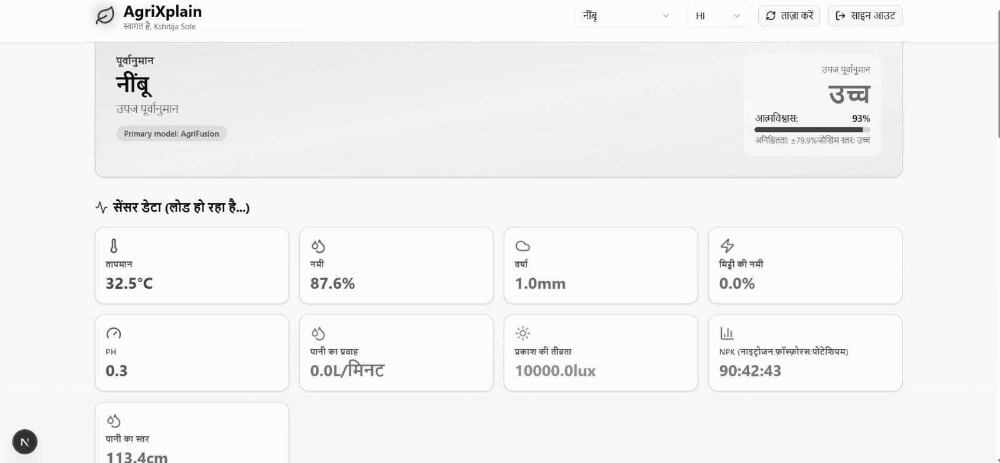 AgriXplain
स्वागत है, Kshitija Sole
नींबू
HI
ताज़ा करें
साइन आउट
पूर्वानुमान
नींबू
उपज पूर्वानुमान
Primary model: AgriFusion
उपज पूर्वानुमान
उच्च
आत्मविश्वास: 93%
अनिश्चितता: ±79.9%जोखिम स्तर: उच्च
सेंसर डेटा (लोड हो रहा है...)
तापमान
32.5°C
नमी
87.6%
वर्षा
1.0mm
मिट्टी की नमी
0.0%
PH
0.3
पानी का प्रवाह
0.0L/मिनट
प्रकाश की तीव्रता
10000.0lux
NPK (नाइट्रोजन:फ़ॉस्फ़ोरस:पोटेशियम)
90:42:43
पानी का स्तर
113.4cm
N